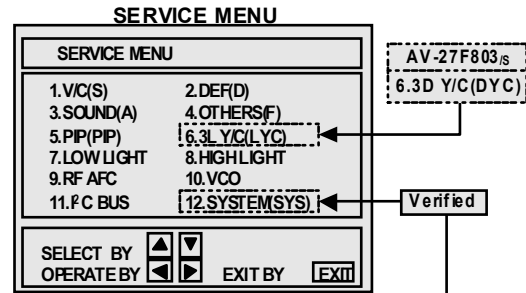 SERVICE MENU
SERVICE MENU
AV-27F803/S
6.3D Y/C(DYC)
1.V/C(S) 2.DEF(D)
3.SOUND(A) 4.OTHERS(F)
5.PIP(PIP) 6.3L Y/C(LYC)
7.LOW LIGHT 8.HIGH LIGHT
9.RF AFC 10.VCO
11.I² C BUS 12.SYSTEM(SYS)
Verified
SELECT BY
OPERATE BY EXIT BY EXIT